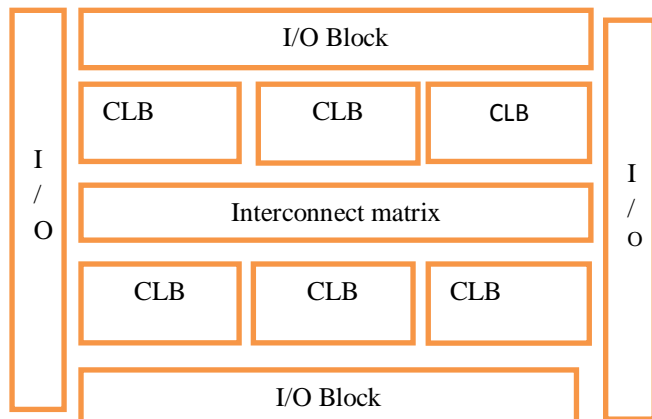 I/O Block
CLB
CLB
CLB
I
/
O
I
/
O
Interconnect matrix
CLB
CLB
CLB
I/O Block